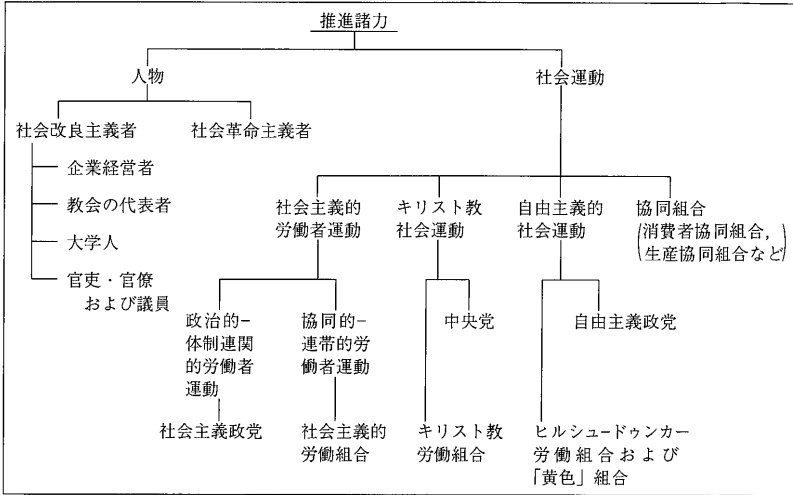 推進諸力
人物
社会運動
社会改良主義者
社会革命主義者
企業経営者
教会の代表者
大学人
官吏・官僚
および議員
社会主義的
労働者運動
キリスト教
社会運動
自由主義的
社会運動
協同組合
(消費者協同組合,
生産協同組合など)
政治的−
体制連関
的労働者
運動
協同的−
連帯的労
働者運動
中央党
自由主義政党
社会主義政党
社会主義的
労働組合
キリスト教
労働組合
ヒルシュ−ドゥンカー
労働組合および
「黄色」組合